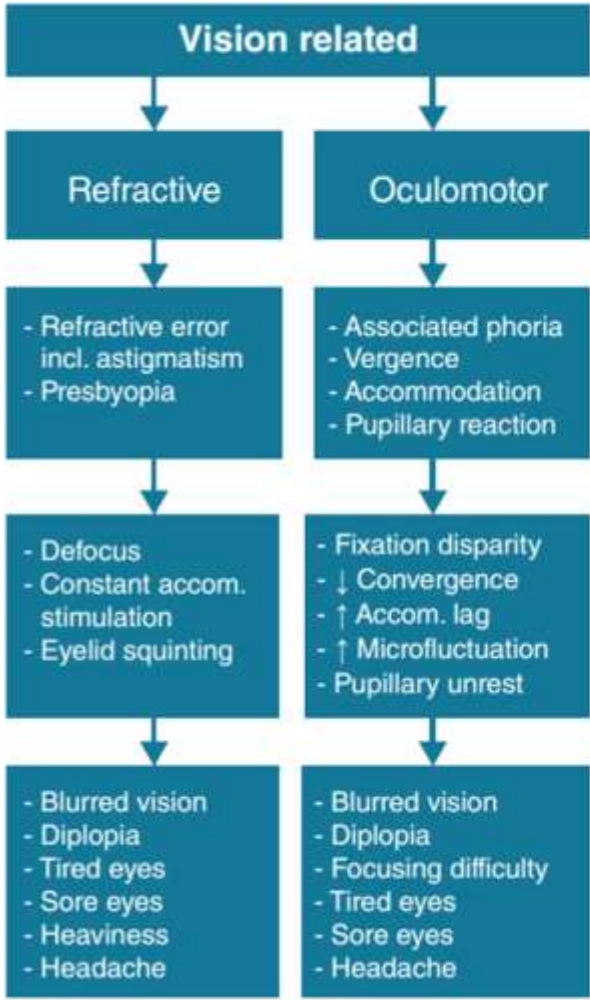 Vision related
Refractive
Oculomotor
- Refractive error
incl. astigmatism
- Presbyopia
- Associated phoria
- Vergence
- Accommodation
- Pupillary reaction
- Defocus
- Constant accom.
stimulation
- Eyelid squinting
- Fixation disparity
- ↓ Convergence
- ↑ Accom. lag
- ↑ Microfluctuation
- Pupillary unrest
- Blurred vision
- Diplopia
- Tired eyes
- Sore eyes
- Heaviness
- Headache
- Blurred vision
- Diplopia
- Focusing difficulty
- Tired eyes
- Sore eyes
- Headache